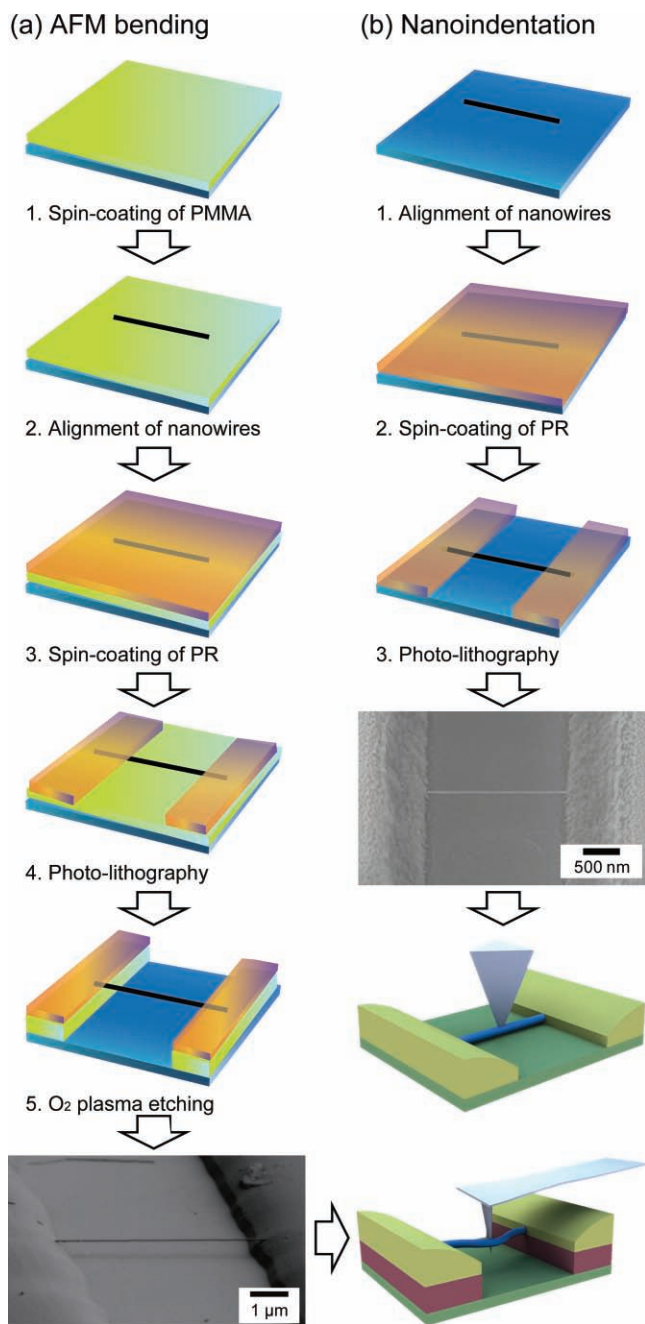 (a) AFM bending
1. Spin-coating of PMMA
2. Alignment of nanowires
3. Spin-coating of PR
4. Photo-lithography
5. O₂ plasma etching
1 μm
(b) Nanoindentation
1. Alignment of nanowires
2. Spin-coating of PR
3. Photo-lithography
500 nm